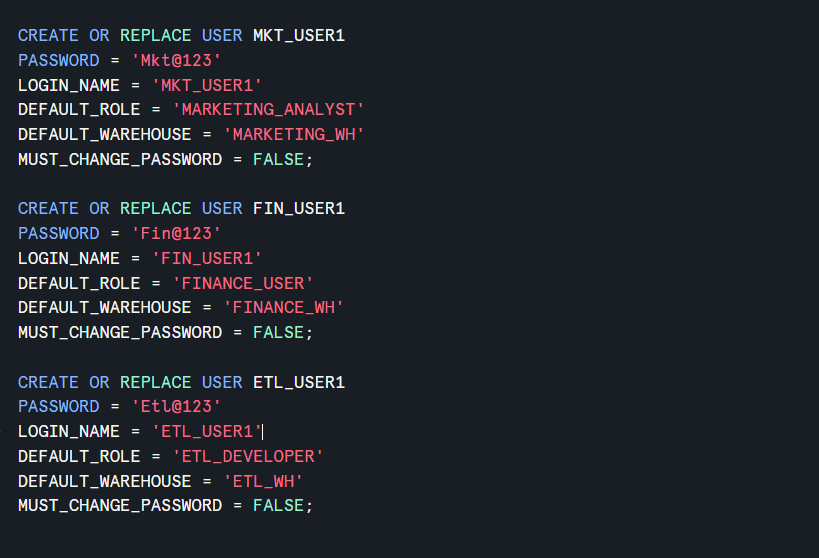 CREATE OR REPLACE USER MKT_USER1
PASSWORD = 'Mkt@123'
LOGIN_NAME = 'MKT_USER1'
DEFAULT_ROLE = 'MARKETING_ANALYST'
DEFAULT_WAREHOUSE = 'MARKETING_WH'
MUST_CHANGE_PASSWORD = FALSE;
CREATE OR REPLACE USER FIN_USER1
PASSWORD = 'Fin@123'
LOGIN_NAME = 'FIN_USER1'
DEFAULT_ROLE = 'FINANCE_USER'
DEFAULT_WAREHOUSE = 'FINANCE_WH'
MUST_CHANGE_PASSWORD = FALSE;
CREATE OR REPLACE USER ETL_USER1
PASSWORD = 'Etl@123'
LOGIN_NAME = 'ETL_USER1'
DEFAULT_ROLE = 'ETL_DEVELOPER'
DEFAULT_WAREHOUSE = 'ETL_WH'
MUST_CHANGE_PASSWORD = FALSE;